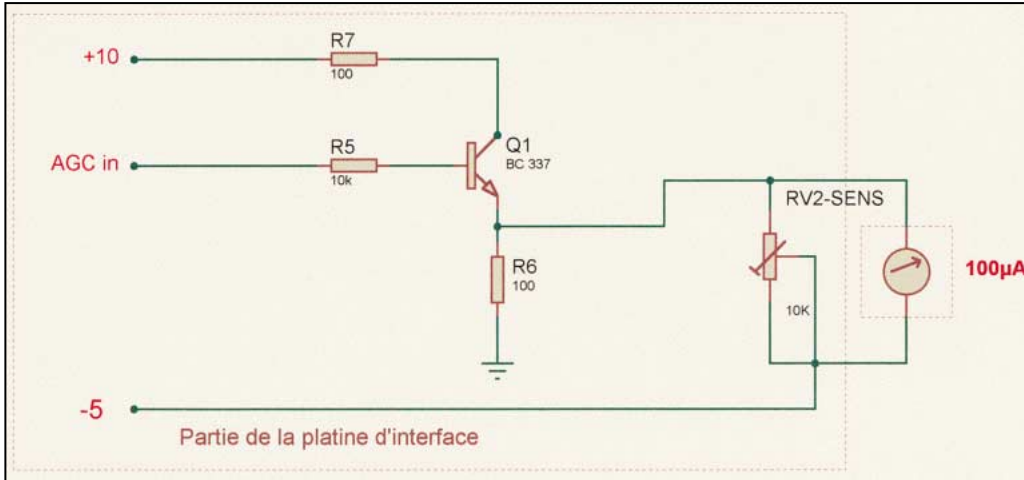 +10
R7
100
AGC in
R5
10k
Q1
BC 337
RV2-SENS
R6
100
10K
100µA
-5
Partie de la platine d'interface